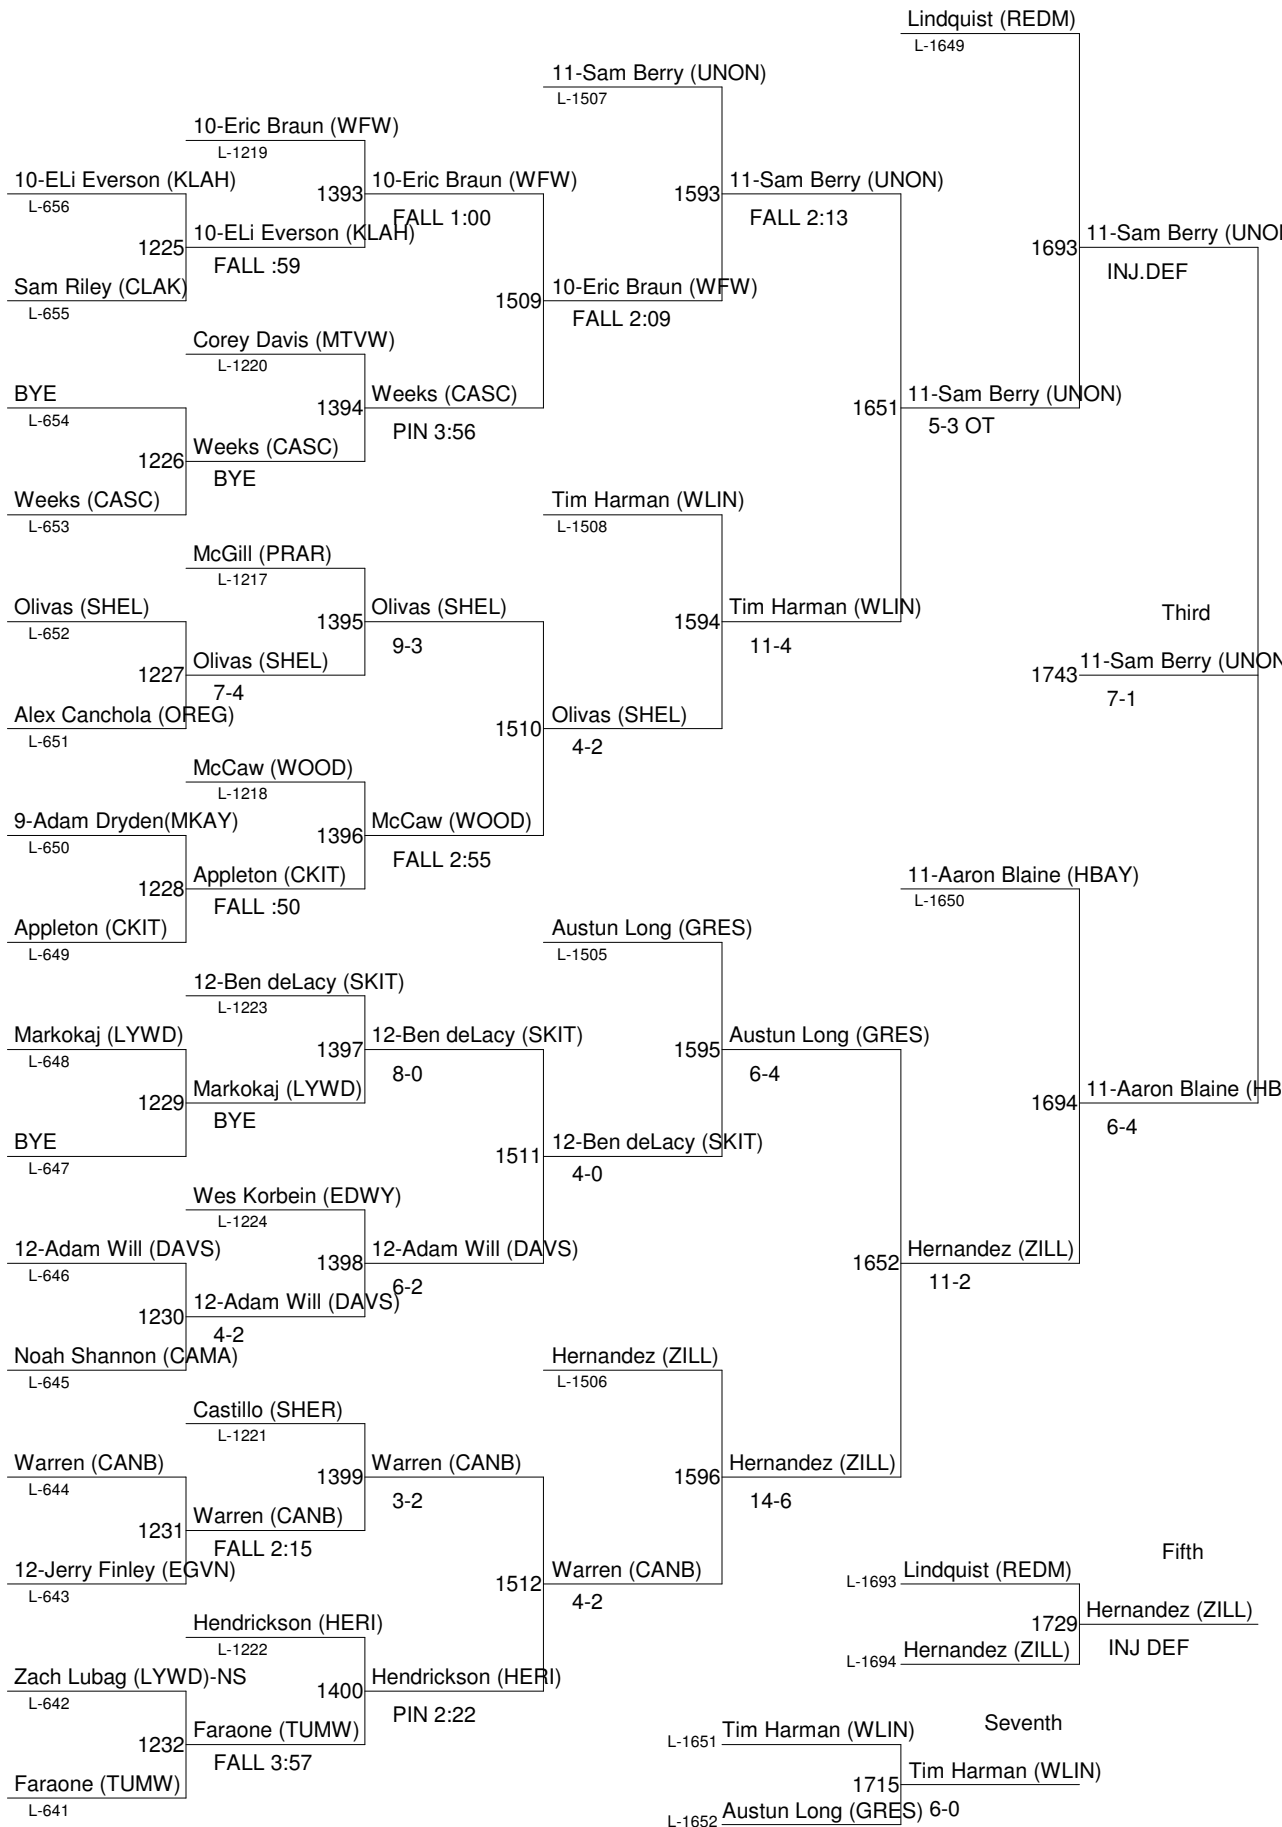 Lindquist (REDM)
L-1649
11-Sam Berry (UNON)
L-1507
10-Eric Braun (WFW)
L-1219
10-ELi Everson (KLAH)
L-656
1393
10-Eric Braun (WFW)
FALL 1:00
1593
11-Sam Berry (UNON)
FALL 2:13
1225
10-ELi Everson (KLAH)
FALL :59
1693
11-Sam Berry (UNO
INJ.DEF
Sam Riley (CLAK)
L-655
1509
10-Eric Braun (WFW)
FALL 2:09
Corey Davis (MTVW)
L-1220
BYE
L-654
1394
Weeks (CASC)
PIN 3:56
1651
11-Sam Berry (UNON)
5-3 OT
1226
Weeks (CASC)
BYE
Weeks (CASC)
L-653
Tim Harman (WLIN)
L-1508
McGill (PRAR)
L-1217
Olivas (SHEL)
L-652
1395
Olivas (SHEL)
9-3
1594
Tim Harman (WLIN)
11-4
Third
1227
Olivas (SHEL)
7-4
1743
11-Sam Berry (UNON
7-1
Alex Canchola (OREG)
L-651
1510
Olivas (SHEL)
4-2
McCaw (WOOD)
L-1218
9-Adam Dryden(MKAY)
L-650
1396
McCaw (WOOD)
FALL 2:55
1228
Appleton (CKIT)
FALL :50
11-Aaron Blaine (HBAY)
L-1650
Appleton (CKIT)
L-649
Austun Long (GRES)
L-1505
12-Ben deLacy (SKIT)
L-1223
Markokaj (LYWD)
L-648
1397
12-Ben deLacy (SKIT)
8-0
1595
Austun Long (GRES)
6-4
1229
Markokaj (LYWD)
BYE
1694
11-Aaron Blaine (HB
6-4
BYE
L-647
1511
12-Ben deLacy (SKIT)
4-0
Wes Korbein (EDWY)
L-1224
12-Adam Will (DAVS)
L-646
1398
12-Adam Will (DAVS)
6-2
1652
Hernandez (ZILL)
11-2
1230
12-Adam Will (DAVS)
4-2
Noah Shannon (CAMA)
L-645
Hernandez (ZILL)
L-1506
Castillo (SHER)
L-1221
Warren (CANB)
L-644
1399
Warren (CANB)
3-2
1596
Hernandez (ZILL)
14-6
1231
Warren (CANB)
FALL 2:15
12-Jerry Finley (EGVN)
L-643
1512
Warren (CANB)
4-2
Fifth
L-1693
Lindquist (REDM)
1729
Hernandez (ZILL)
INJ DEF
L-1694
Hernandez (ZILL)
Hendrickson (HERI)
L-1222
Zach Lubag (LYWD)-NS
L-642
1400
Hendrickson (HERI)
PIN 2:22
1232
Faraone (TUMW)
FALL 3:57
Faraone (TUMW)
L-641
Seventh
L-1651
Tim Harman (WLIN)
1715
Tim Harman (WLIN)
6-0
L-1652
Austun Long (GRES)